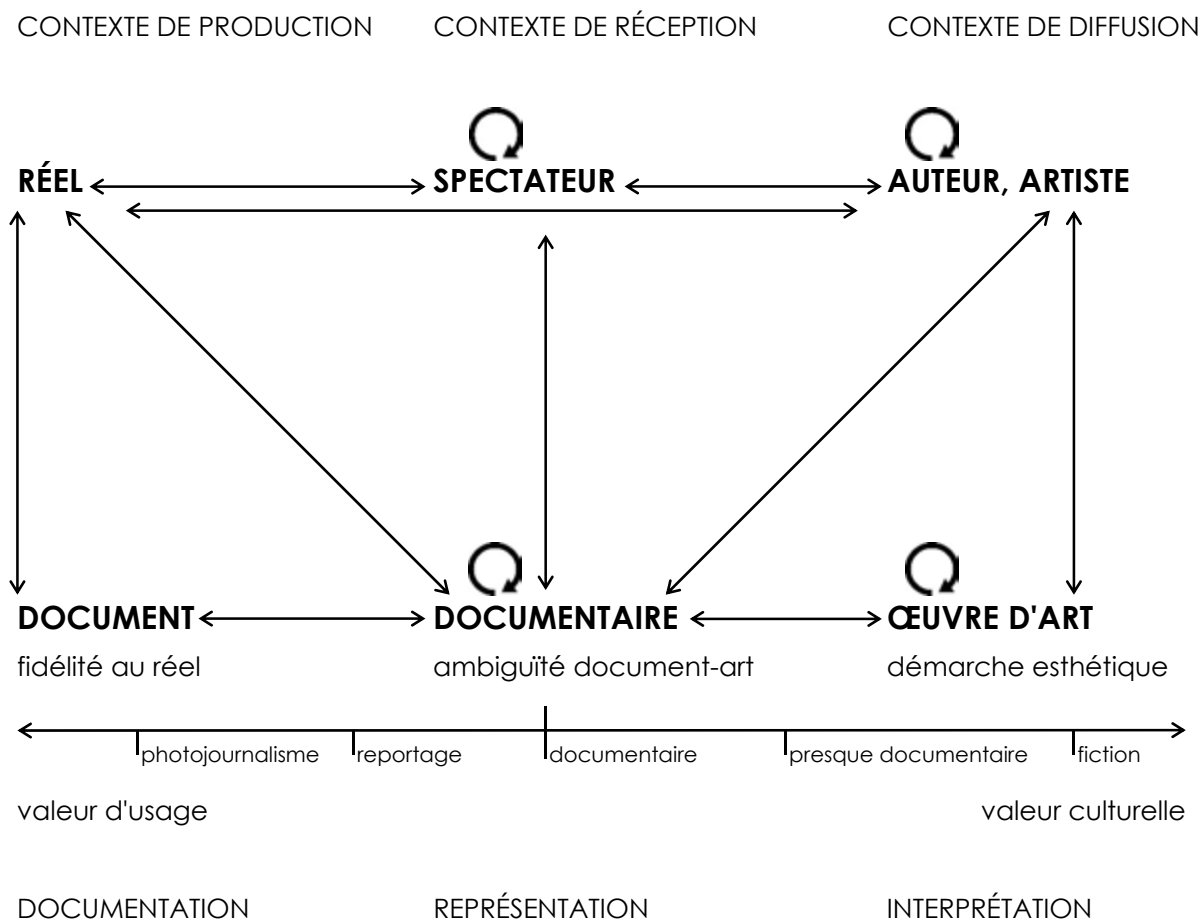 CONTEXTE DE PRODUCTION CONTEXTE DE RÉCEPTION CONTEXTE DE DIFFUSION
RÉEL SPECTATEUR AUTEUR, ARTISTE
DOCUMENT DOCUMENTAIRE ŒUVRE D'ART
fidélité au réel ambiguïté document-art démarche esthétique
photojournalisme reportage documentaire presque documentaire fiction
valeur d'usage valeur culturelle
DOCUMENTATION REPRÉSENTATION INTERPRÉTATION